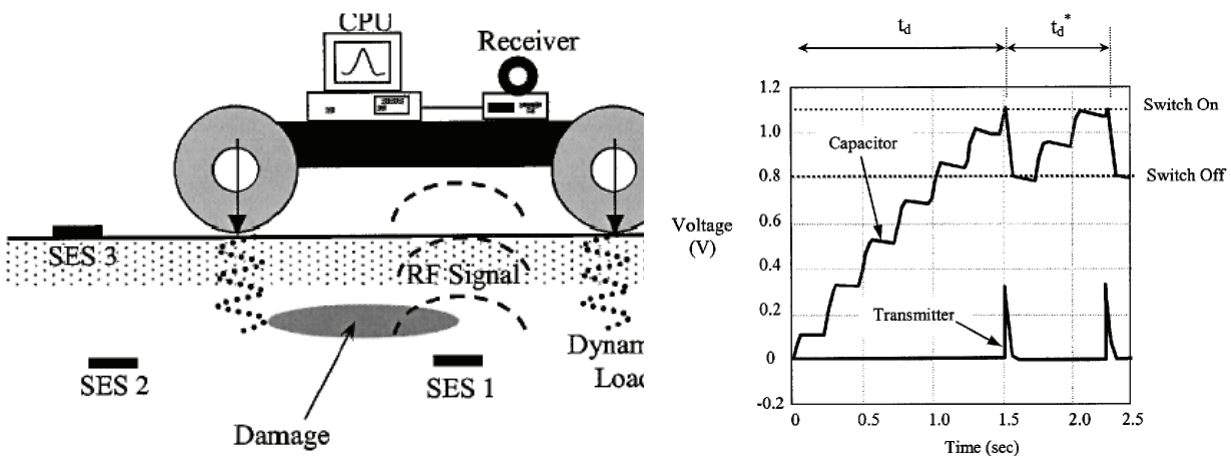 CPU
Receiver
SES 3
RF Signal
SES 2
SES 1
Dynam
Load
Damage
t_d
t_d*
1.2
1.0
0.8
0.6
0.4
0.2
0
-0.2
Voltage
(V)
Capacitor
Transmitter
Switch On
Switch Off
0
0.5
1.0
1.5
2.0
2.5
Time (sec)